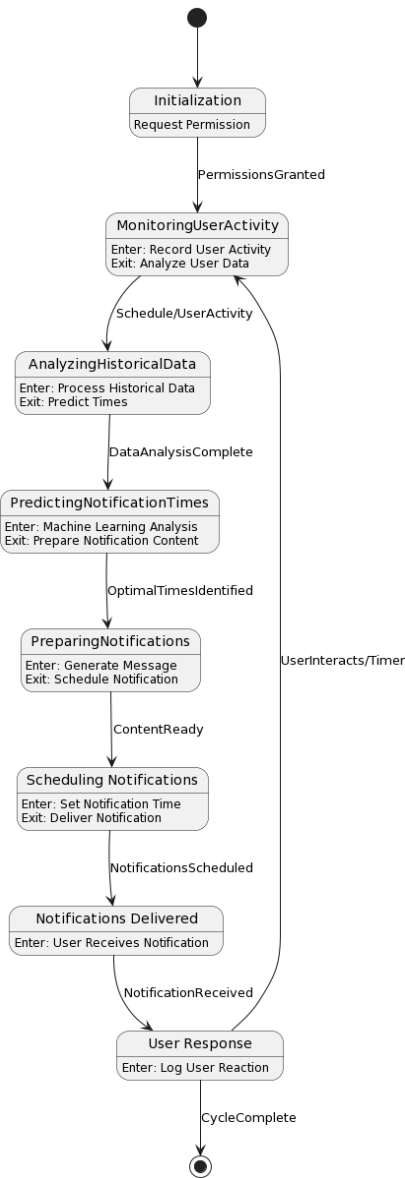 Initialization
Request Permission
PermissionsGranted
MonitoringUserActivity
Enter: Record User Activity
Exit: Analyze User Data
Schedule/UserActivity
AnalyzingHistoricalData
Enter: Process Historical Data
Exit: Predict Times
DataAnalysisComplete
PredictingNotificationTimes
Enter: Machine Learning Analysis
Exit: Prepare Notification Content
OptimalTimesIdentified
PreparingNotifications
Enter: Generate Message
Exit: Schedule Notification
UserInteracts/Timer
ContentReady
Scheduling Notifications
Enter: Set Notification Time
Exit: Deliver Notification
NotificationsScheduled
Notifications Delivered
Enter: User Receives Notification
NotificationReceived
User Response
Enter: Log User Reaction
CycleComplete